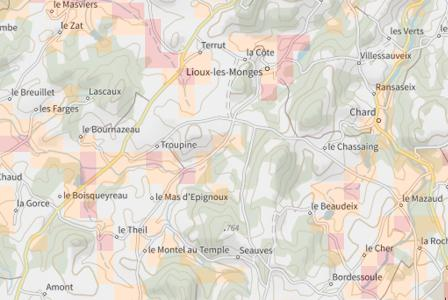 le Masviers
le Zat
Terrut
la Côte
les Verts
Villessauveix
Lioux-les-Monges
Ransaseix
le Breuillet
Lascaux
les Fargés
Chard
le Bournazeau
Troupine
le Chassaing
Chaud
le Boisqueyreau
le Mas d'Epignoux
la Gorce
le Beaudeix
le Mazaud
le Theil
.764
le Cher
la Roch
le Montel au Temple
Seauves
Bordessoule
Amont